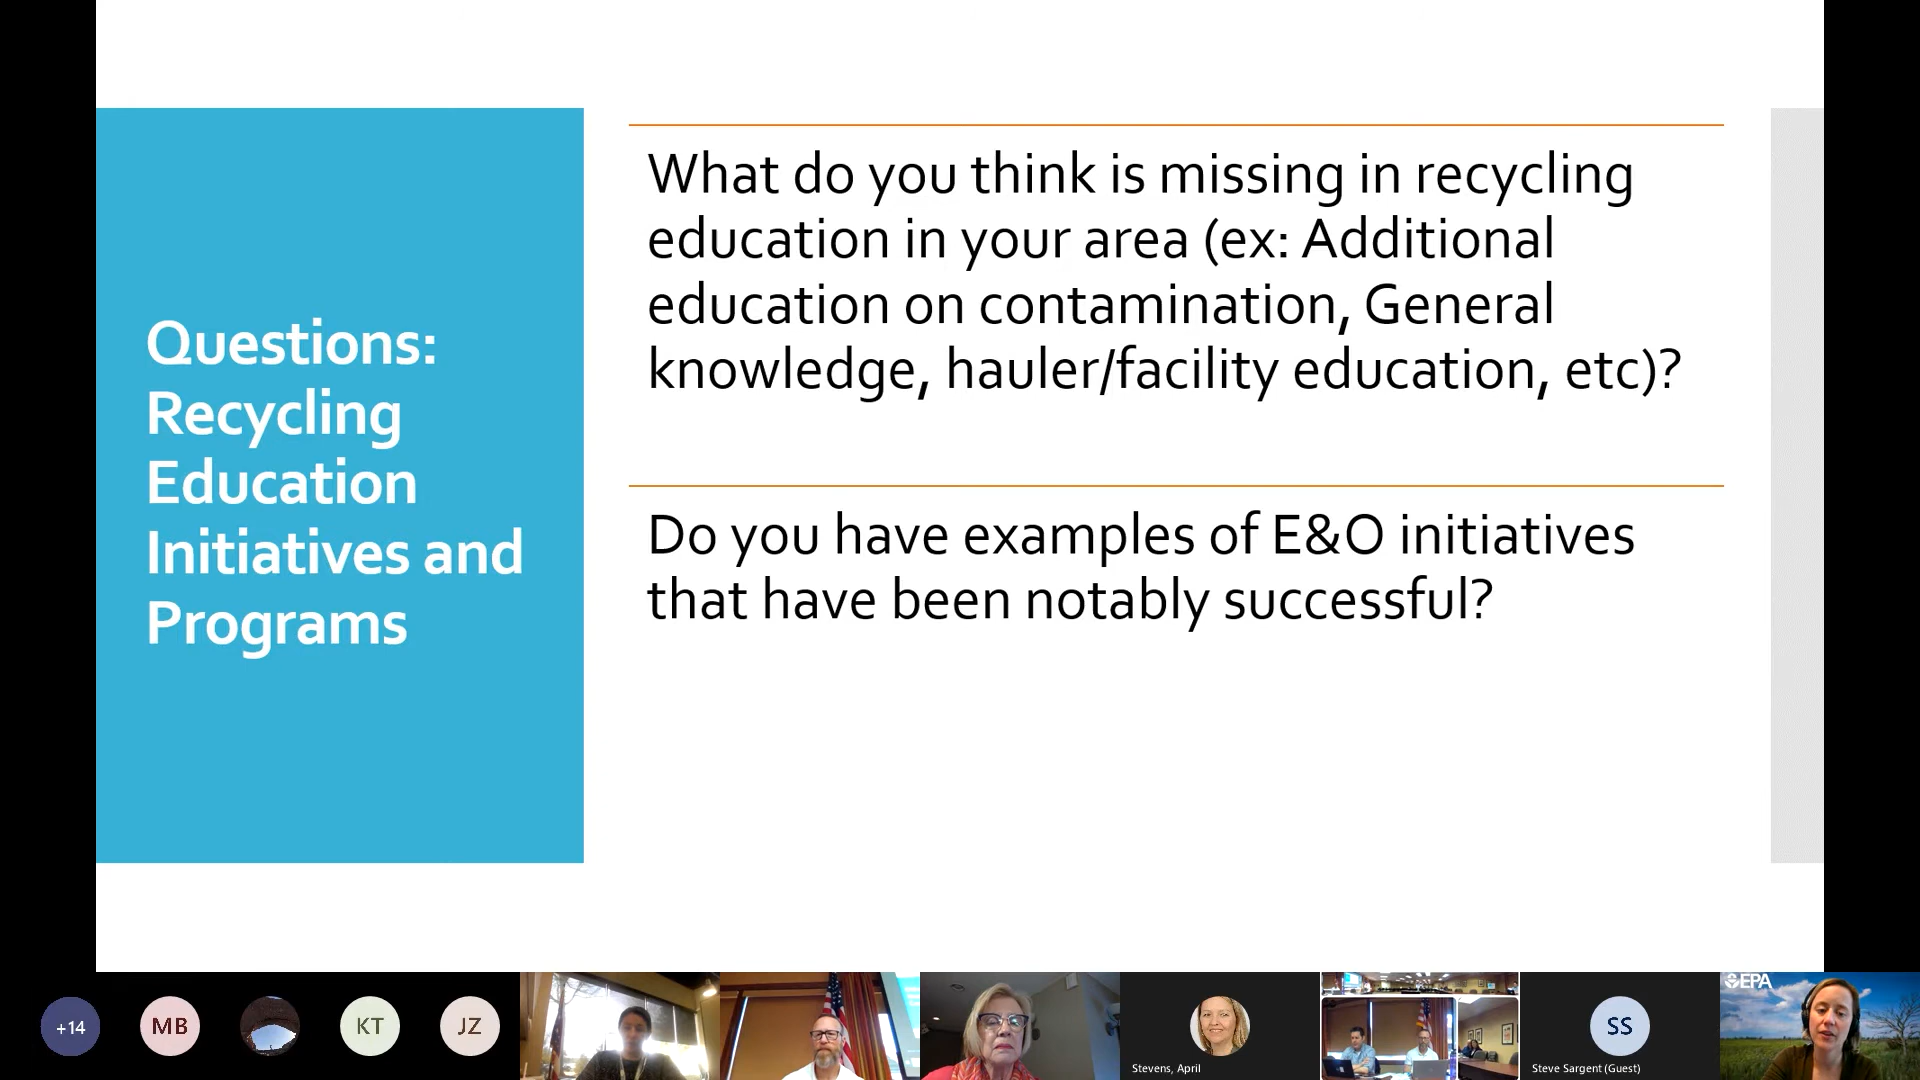 Questions:
Recycling
Education
Initiatives and
Programs
What do you think is missing in recycling
education in your area (ex: Additional
education on contamination, General
knowledge, hauler/facility education, etc)?
Do you have examples of E&O initiatives
that have been notably successful?
+14
MB
KT
JZ
Stevens, April
SS
Steve Sargent (Guest)
EPA